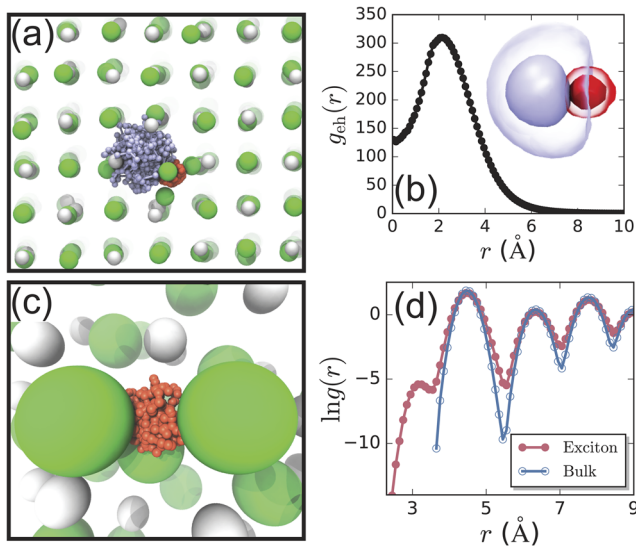 (a)
350
300
250
200
150
100
50
0
g_eh(r)
(b)
0 2 4 6 8 10
r (Å)
(c)
(d)
0
−5
−10
ln g(r)
Exciton
Bulk
3 5 7 9
r (Å)